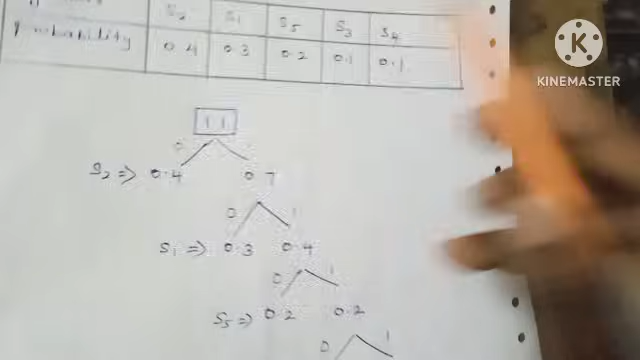 S2 S1 S5 S3 S4
Probability 0.4 0.3 0.2 0.1 0.1
K
KINEMASTER
1 1
0
S2 => 0.4 0.7
0 1
S1 => 0.3 0.4
0 1
S5 => 0.2 0.2
0 1